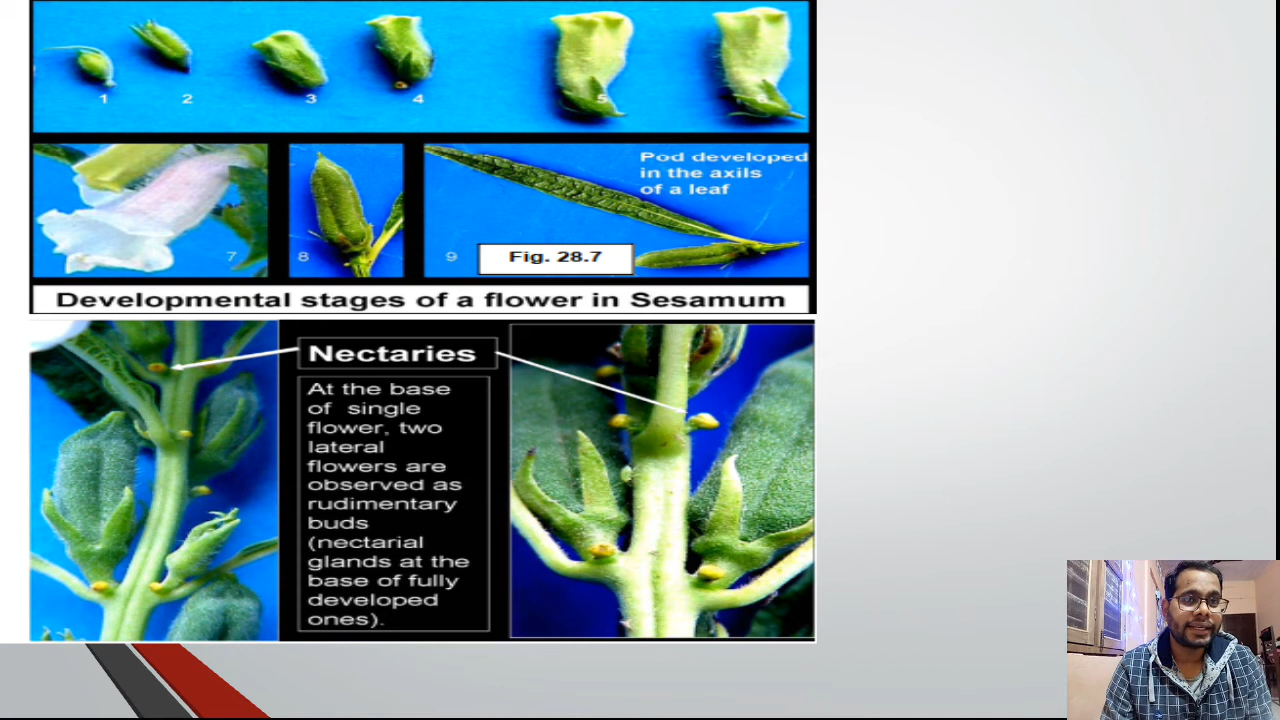 1 2 3 4 5 6
Pod developed
in the axils
of a leaf
7 8 9 Fig. 28.7
Developmental stages of a flower in Sesamum
Nectaries
At the base
of single
flower, two
lateral
flowers are
observed as
rudimentary
buds
(nectarial
glands at the
base of fully
developed
ones).